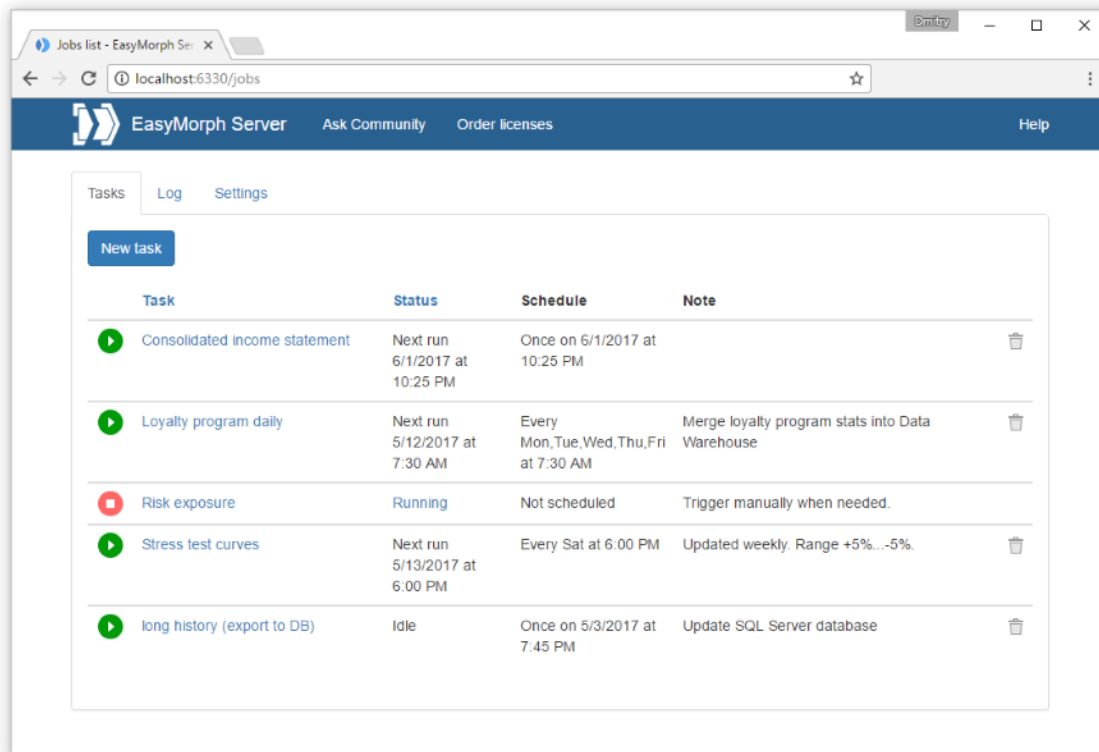 Dmitry
Jobs list - EasyMorph Ser
localhost:6330/jobs
EasyMorph Server Ask Community Order licenses Help
Tasks Log Settings
New task
Task Status Schedule Note
Consolidated income statement Next run Once on 6/1/2017 at
6/1/2017 at 10:25 PM
10:25 PM
Loyalty program daily Next run Every Merge loyalty program stats into Data
5/12/2017 at Mon,Tue,Wed,Thu,Fri Warehouse
7:30 AM at 7:30 AM
Risk exposure Running Not scheduled Trigger manually when needed.
Stress test curves Next run Every Sat at 6:00 PM Updated weekly. Range +5%...-5%.
5/13/2017 at
6:00 PM
long history (export to DB) Idle Once on 5/3/2017 at Update SQL Server database
7:45 PM